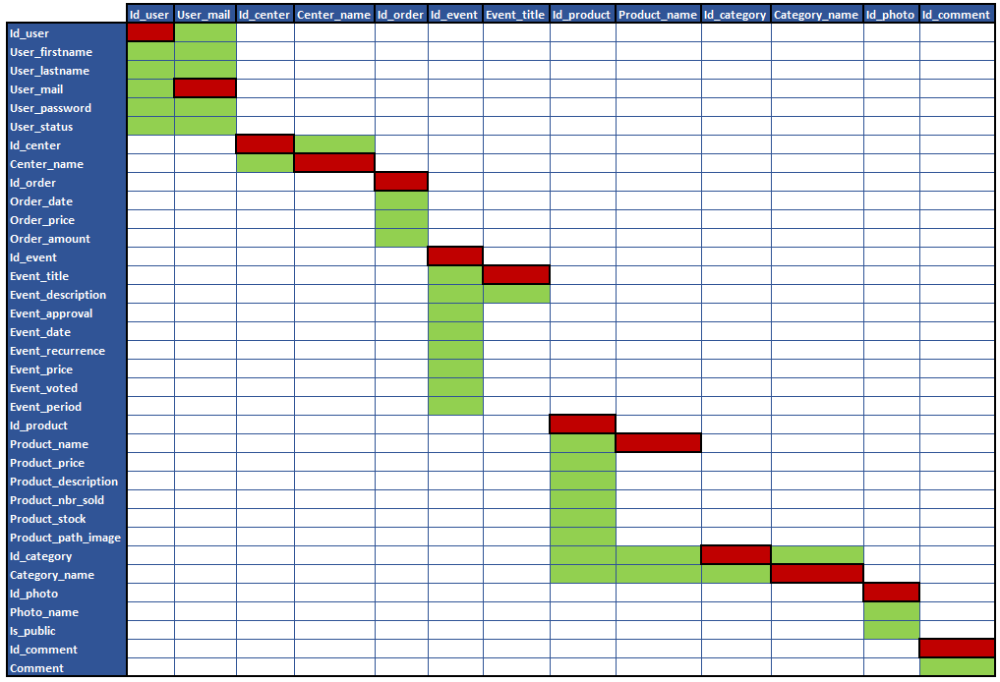 Id_user User_mail Id_center Center_name Id_order Id_event Event_title Id_product Product_name Id_category Category_name Id_photo Id_comment
Id_user
User_firstname
User_lastname
User_mail
User_password
User_status
Id_center
Center_name
Id_order
Order_date
Order_price
Order_amount
Id_event
Event_title
Event_description
Event_approval
Event_date
Event_recurrence
Event_price
Event_voted
Event_period
Id_product
Product_name
Product_price
Product_description
Product_nbr_sold
Product_stock
Product_path_image
Id_category
Category_name
Id_photo
Photo_name
Is_public
Id_comment
Comment